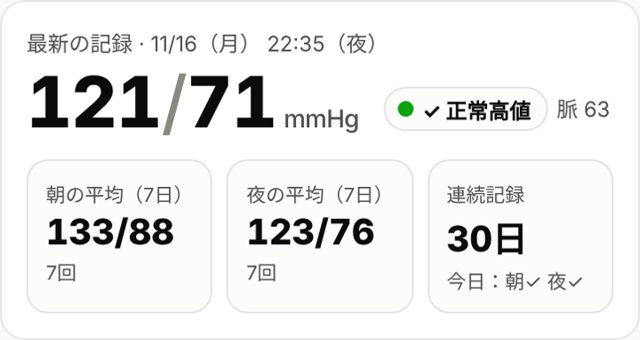 最新の記録 · 11/16（月） 22:35（夜）
121/71 mmHg ✓ 正常高値 脈 63
朝の平均（7日）
133/88
7回
夜の平均（7日）
123/76
7回
連続記録
30日
今日：朝✓ 夜✓